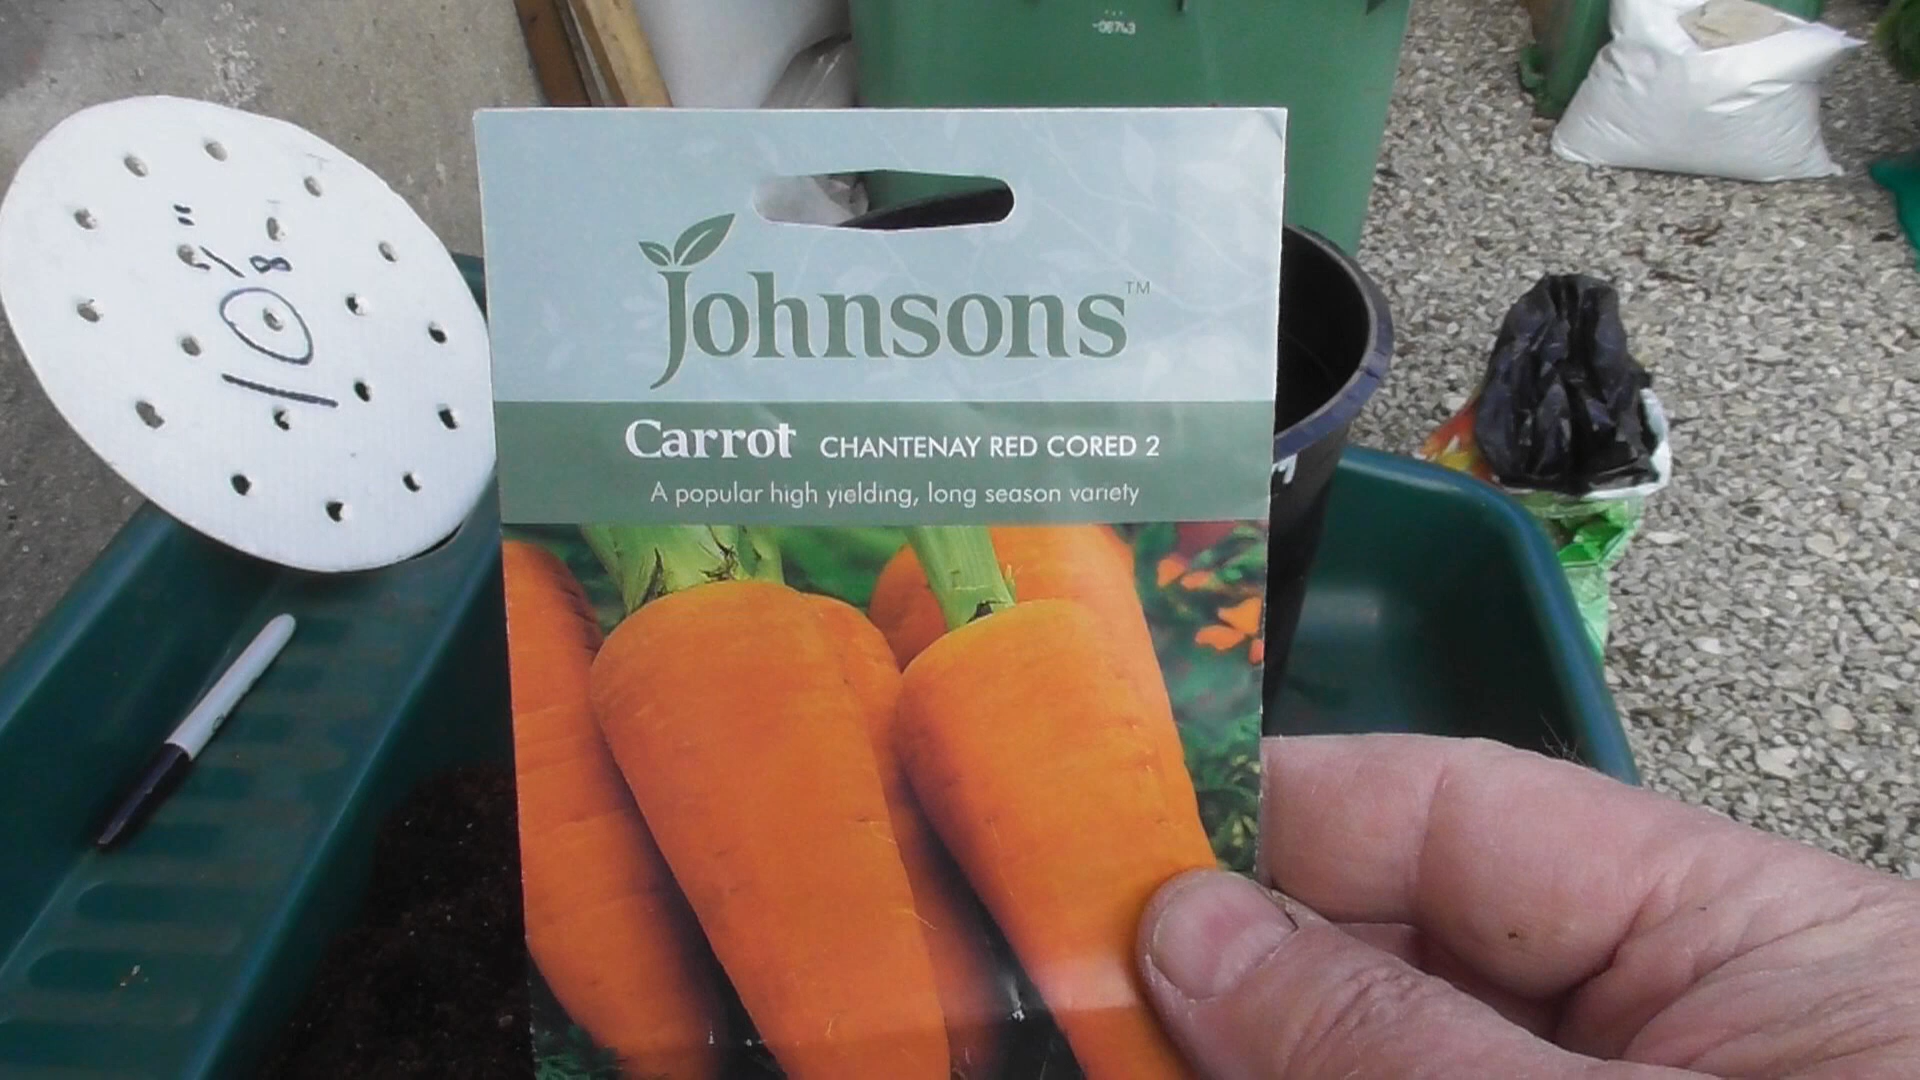 Johnsons™
Carrot CHANTENAY RED CORED 2
A popular high yielding, long season variety